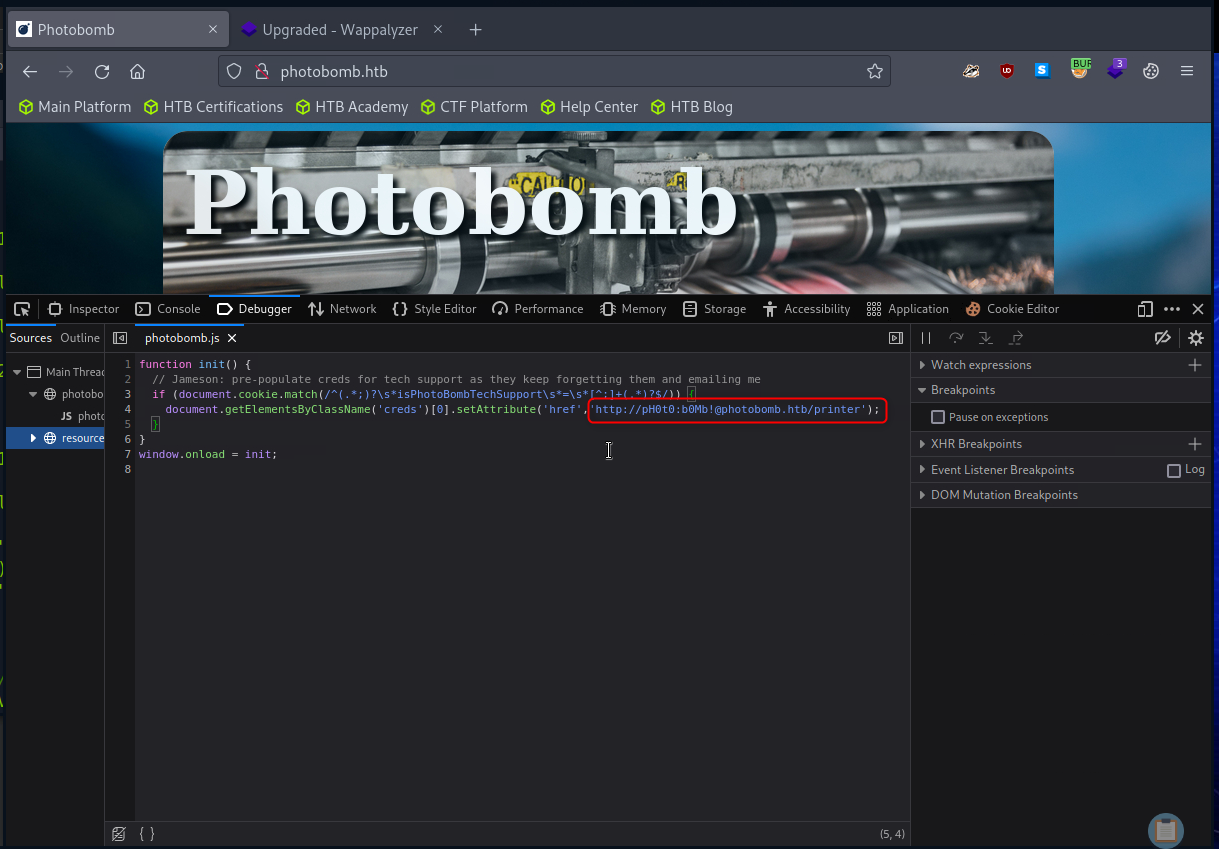 Photobomb
Upgraded - Wappalyzer
photobomb.htb
BUR
3
Main Platform
HTB Certifications
HTB Academy
CTF Platform
Help Center
HTB Blog
CAUTIO
Photobomb
Inspector
Console
Debugger
Network
Style Editor
Performance
Memory
Storage
Accessibility
Application
Cookie Editor
Sources
Outline
photobomb.js
Main Threac
photobo
JS photo
resource
1 function init() {
2 // Jameson: pre-populate creds for tech support as they keep forgetting them and emailing me
3 if (document.cookie.match(/^(.*;)?\s*isPhotoBombTechSupport\s*=\s*[^;]+(.*)?$/)) {
4 document.getElementsByClassName('creds')[0].setAttribute('href','http://pH0t0:b0Mb!@photobomb.htb/printer');
5 }
6 }
7 window.onload = init;
8
Watch expressions
Breakpoints
Pause on exceptions
XHR Breakpoints
Event Listener Breakpoints
Log
DOM Mutation Breakpoints
{ }
(5, 4)